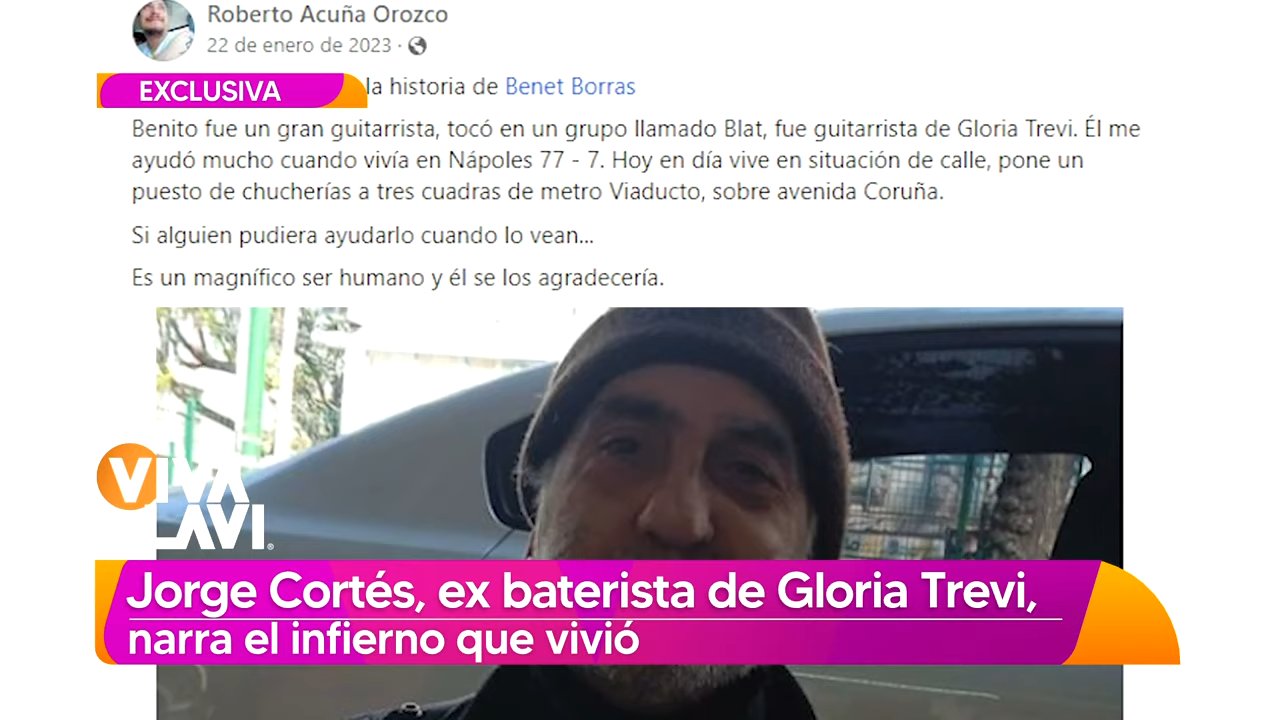 Roberto Acuña Orozco
22 de enero de 2023 ·
EXCLUSIVA
la historia de Benet Borras
Benito fue un gran guitarrista, tocó en un grupo llamado Blat, fue guitarrista de Gloria Trevi. Él me
ayudó mucho cuando vivía en Nápoles 77 - 7. Hoy en día vive en situación de calle, pone un
puesto de chucherías a tres cuadras de metro Viaducto, sobre avenida Coruña.
Si alguien pudiera ayudarlo cuando lo vean...
Es un magnífico ser humano y él se los agradecería.
VIVA
LAVI®
Jorge Cortés, ex baterista de Gloria Trevi,
narra el infierno que vivió